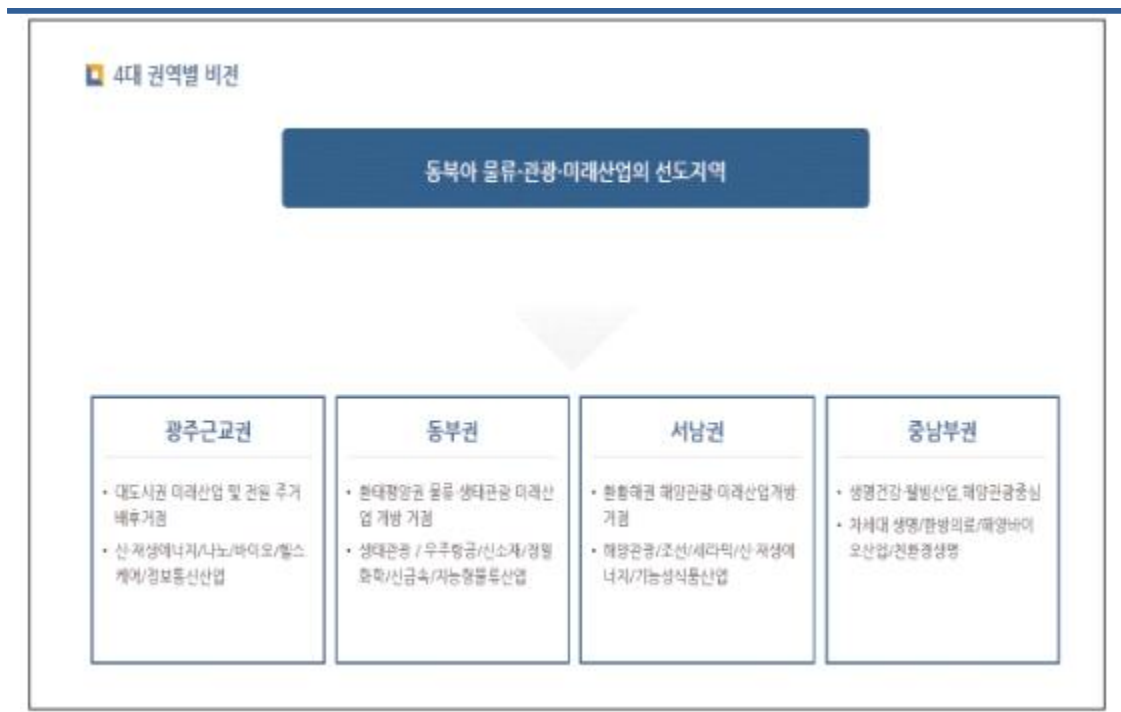 4대 권역별 비전
동북아 물류·관광·미래산업의 선도지역
광주근교권
• 대도시권 미래산업 및 전원 주거
배후거점
• 신·재생에너지/나노/바이오/헬스
케어/정보통신산업
동부권
• 환태평양권 물류·생태관광 미래산
업 개방 거점
• 생태관광 / 우주항공/신소재/정밀
화학/신금속/지능형물류산업
서남권
• 환황해권 해양관광·미래산업개방
거점
• 해양관광/조선/세라믹/신·재생에
너지/기능성식품산업
중남부권
• 생명건강·웰빙산업,해양관광중심
• 차세대 생명/한방의료/해양바이
오산업/친환경생명